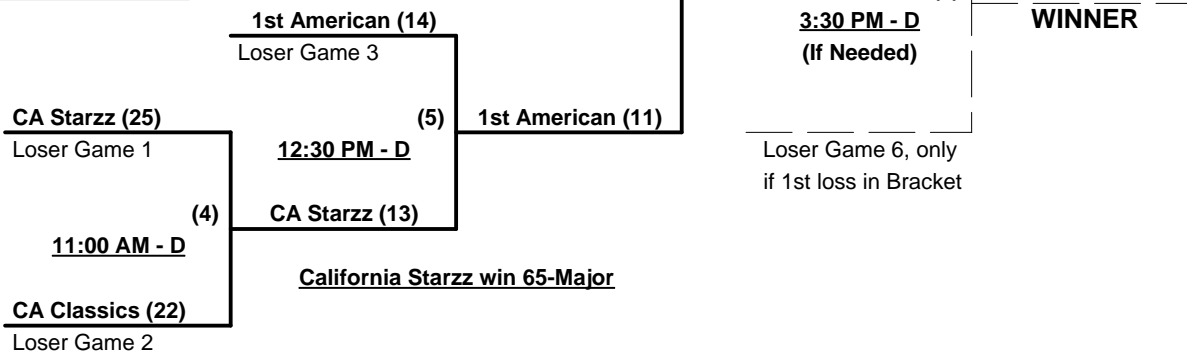 1st American (14)
Loser Game 3
3:30 PM - D
(If Needed)
WINNER
CA Starzz (25)
Loser Game 1
(5)
12:30 PM - D
1st American (11)
Loser Game 6, only
if 1st loss in Bracket
(4)
11:00 AM - D
CA Starzz (13)
California Starzz win 65-Major
CA Classics (22)
Loser Game 2